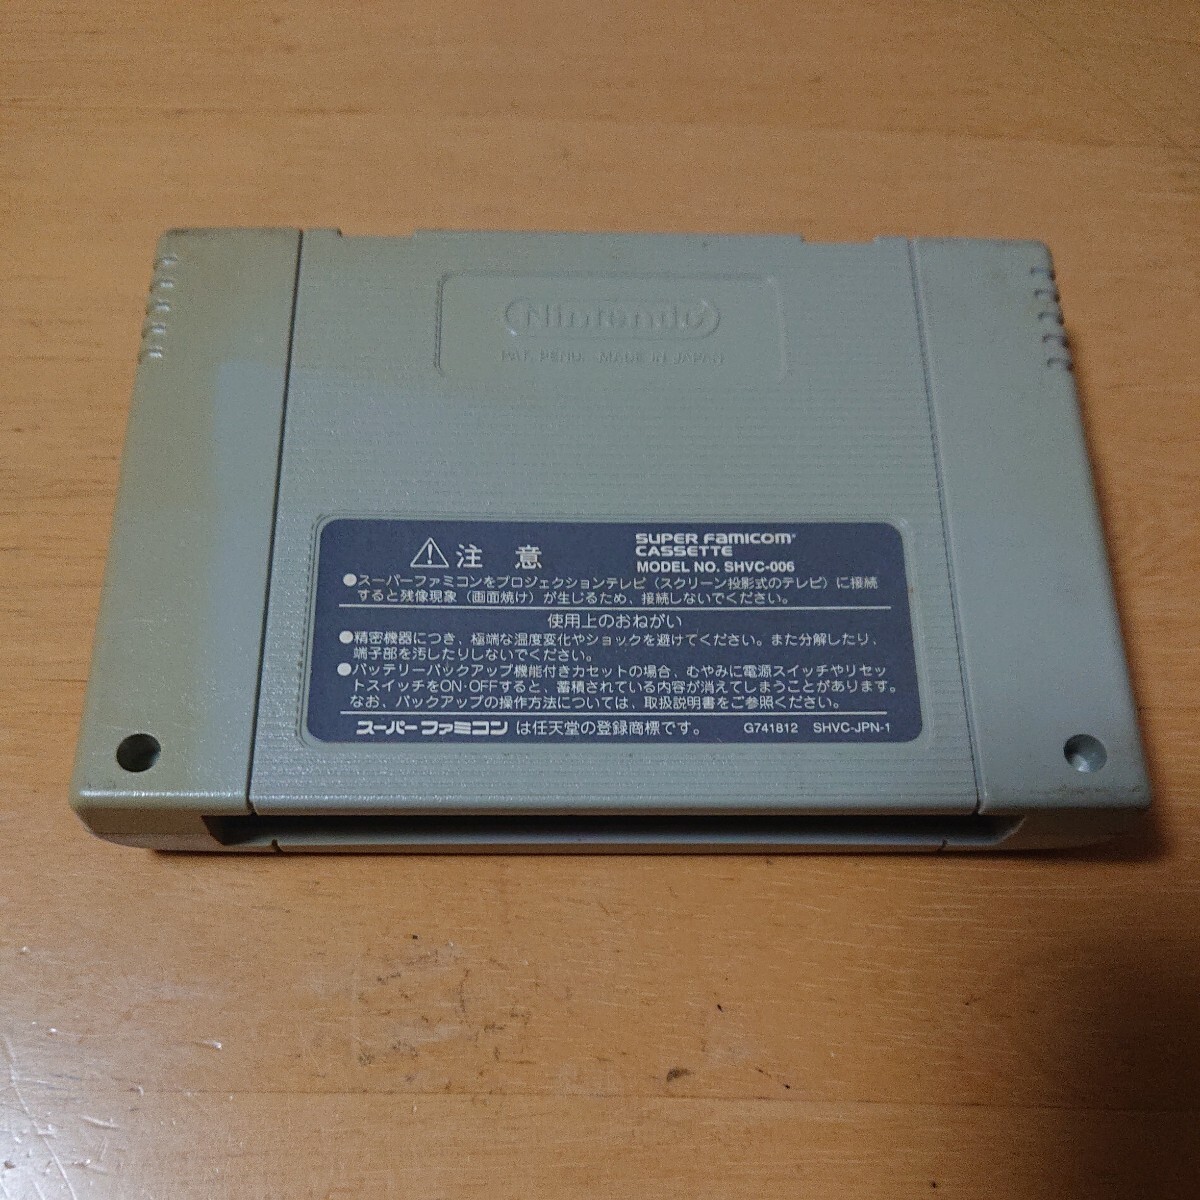 Nintendo
PAT. PEND. MADE IN JAPAN
注意
SUPER FAMICOM
CASSETTE
MODEL NO. SHVC-006
●スーパーファミコンをプロジェクションテレビ（スクリーン投影式のテレビ）に接続
すると残像現象（画面焼け）が生じるため、接続しないでください。
使用上のおねがい
●精密機器につき、極端な温度変化やショックを避けてください。また分解したり、
端子部を汚したりしないでください。
●バッテリーバックアップ機能付きカセットの場合、むやみに電源スイッチやリセッ
トスイッチをON・OFFすると、蓄積されている内容が消えてしまうことがあります。
なお、バックアップの操作方法については、取扱説明書をご参照ください。
スーパーファミコンは任天堂の登録商標です。 G741812 SHVC-JPN-1